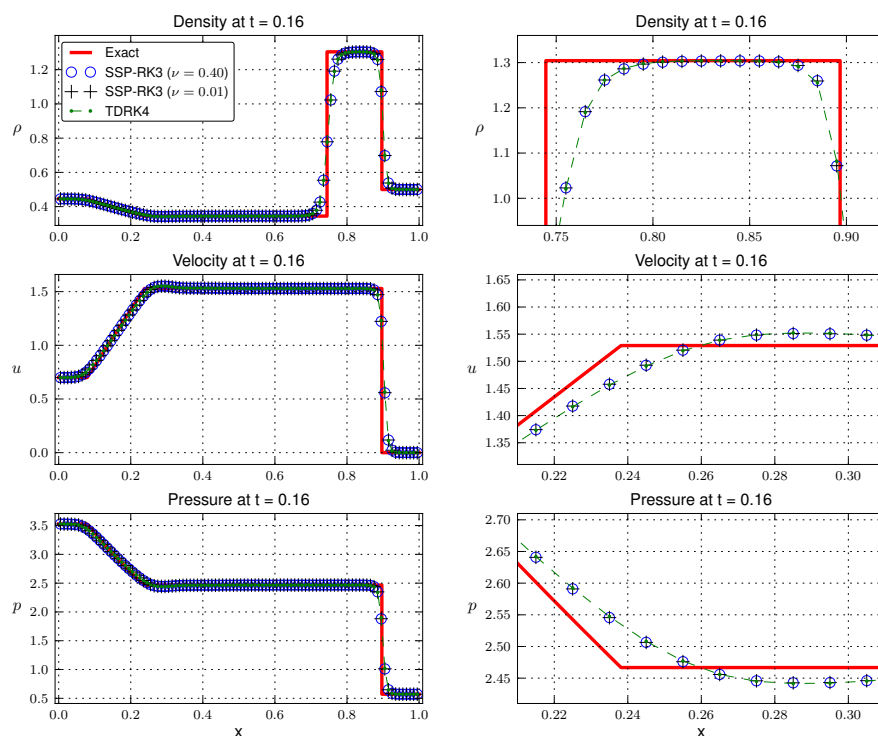 Density at t = 0.16
Exact
SSP-RK3 (ν = 0.40)
SSP-RK3 (ν = 0.01)
TDRK4
ρ
1.2
1.0
0.8
0.6
0.4
0.0 0.2 0.4 0.6 0.8 1.0
Density at t = 0.16
ρ
1.3
1.2
1.1
1.0
0.75 0.80 0.85 0.90
Velocity at t = 0.16
u
1.5
1.0
0.5
0.0
0.0 0.2 0.4 0.6 0.8 1.0
Velocity at t = 0.16
u
1.65
1.60
1.55
1.50
1.45
1.40
1.35
0.22 0.24 0.26 0.28 0.30
Pressure at t = 0.16
p
3.5
3.0
2.5
2.0
1.5
1.0
0.5
0.0 0.2 0.4 0.6 0.8 1.0
x
Pressure at t = 0.16
p
2.70
2.65
2.60
2.55
2.50
2.45
0.22 0.24 0.26 0.28 0.30
x